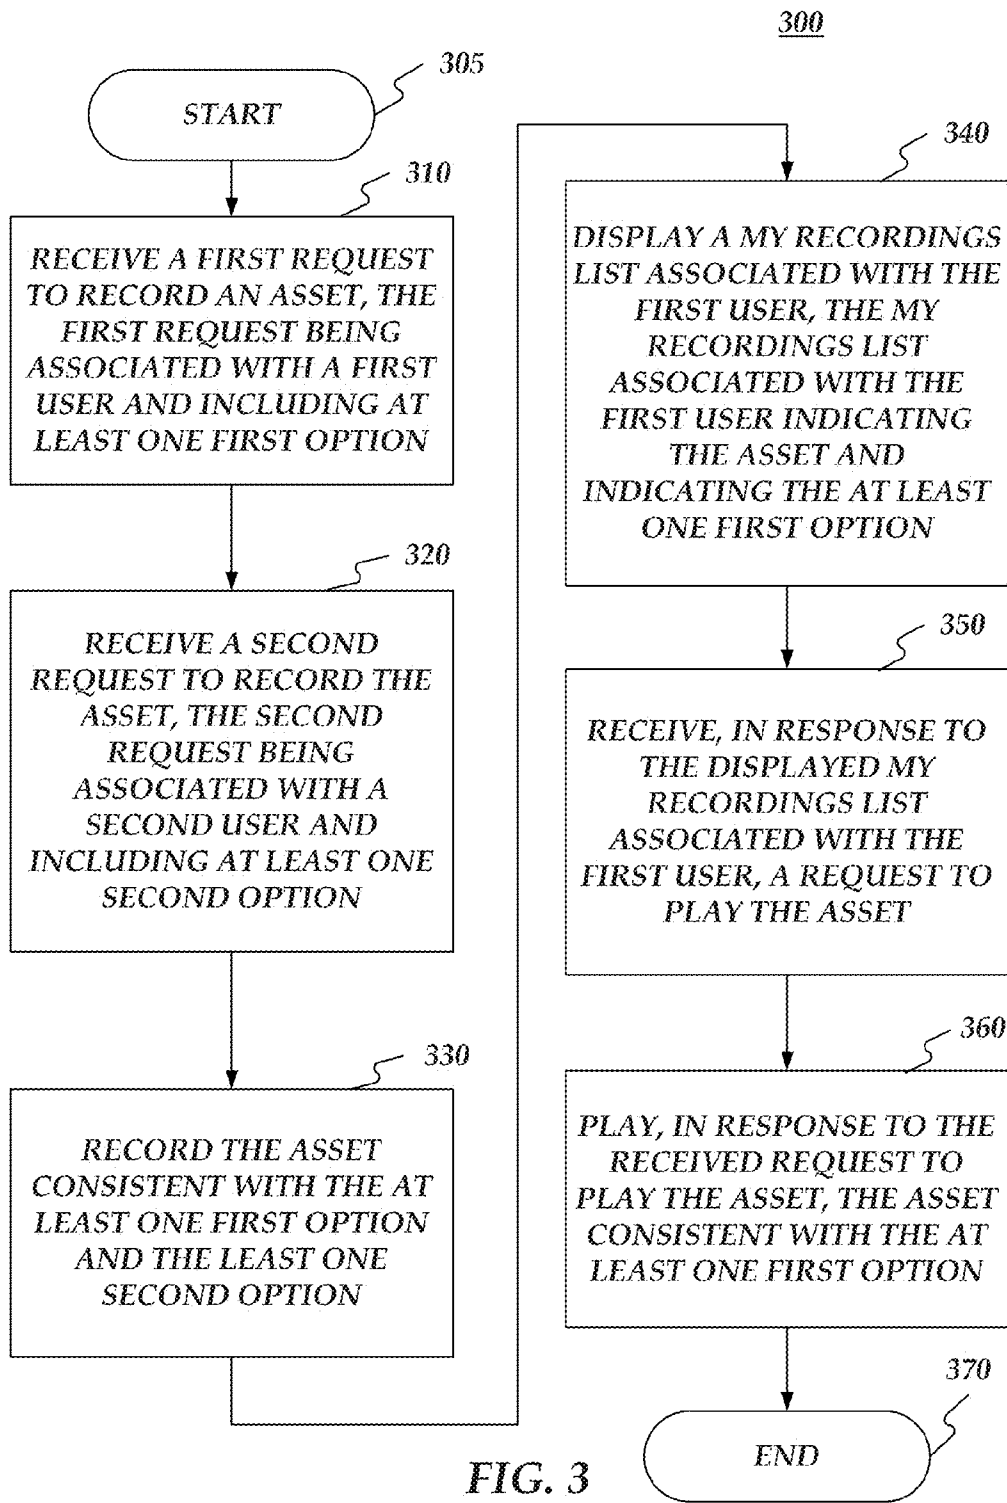 300
305
START
310
RECEIVE A FIRST REQUEST
TO RECORD AN ASSET, THE
FIRST REQUEST BEING
ASSOCIATED WITH A FIRST
USER AND INCLUDING AT
LEAST ONE FIRST OPTION
320
RECEIVE A SECOND
REQUEST TO RECORD THE
ASSET, THE SECOND
REQUEST BEING
ASSOCIATED WITH A
SECOND USER AND
INCLUDING AT LEAST ONE
SECOND OPTION
330
RECORD THE ASSET
CONSISTENT WITH THE AT
LEAST ONE FIRST OPTION
AND THE LEAST ONE
SECOND OPTION
340
DISPLAY A MY RECORDINGS
LIST ASSOCIATED WITH THE
FIRST USER, THE MY
RECORDINGS LIST
ASSOCIATED WITH THE
FIRST USER INDICATING
THE ASSET AND
INDICATING THE AT LEAST
ONE FIRST OPTION
350
RECEIVE, IN RESPONSE TO
THE DISPLAYED MY
RECORDINGS LIST
ASSOCIATED WITH THE
FIRST USER, A REQUEST TO
PLAY THE ASSET
360
PLAY, IN RESPONSE TO THE
RECEIVED REQUEST TO
PLAY THE ASSET, THE ASSET
CONSISTENT WITH THE AT
LEAST ONE FIRST OPTION
370
END
FIG. 3